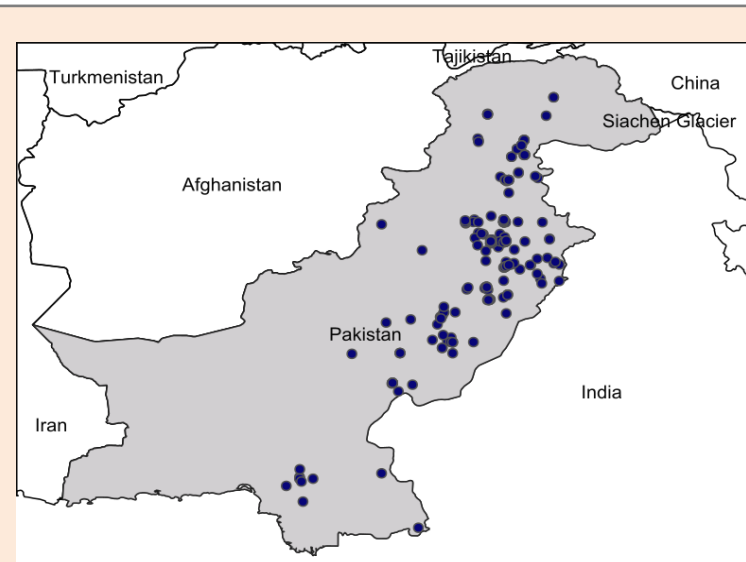 Tajikistan
Turkmenistan
China
Siachen Glacier
Afghanistan
Pakistan
India
Iran